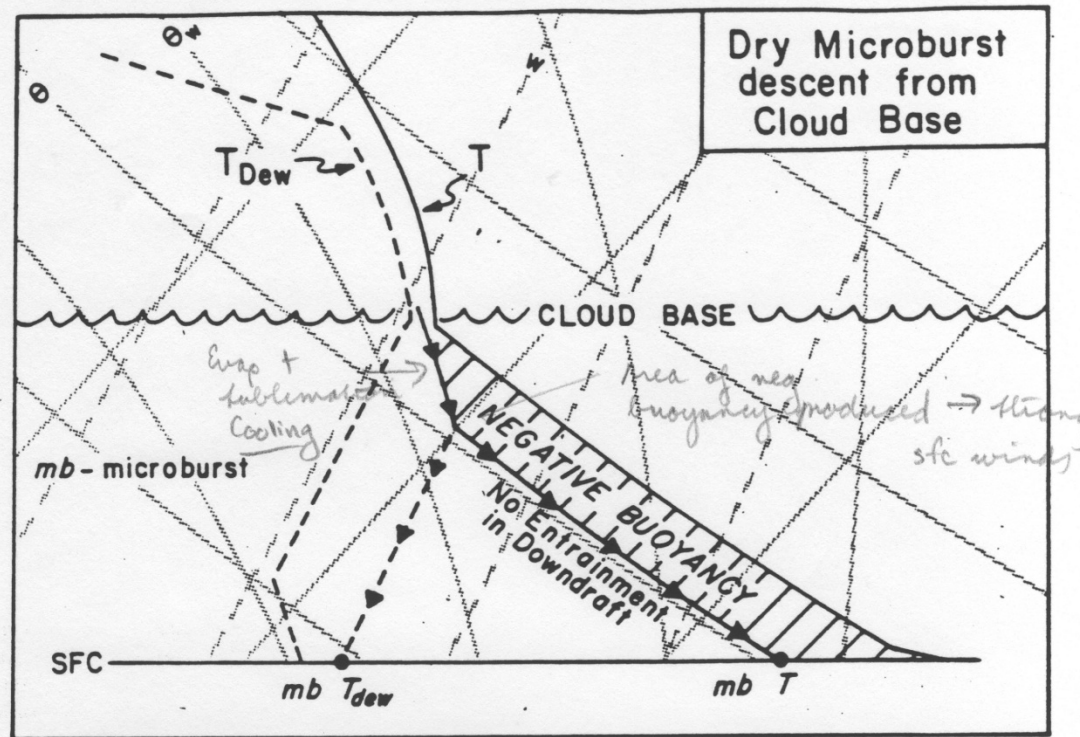 Dry Microburst
descent from
Cloud Base
θw
θ
w
TDew
T
CLOUD BASE
Evap +
sublimation
Cooling
Area of neg
buoyancy produced → strong
sfc winds
mb - microburst
NEGATIVE BUOYANCY
No Entrainment
in Downdraft
SFC
mb Tdew
mb T